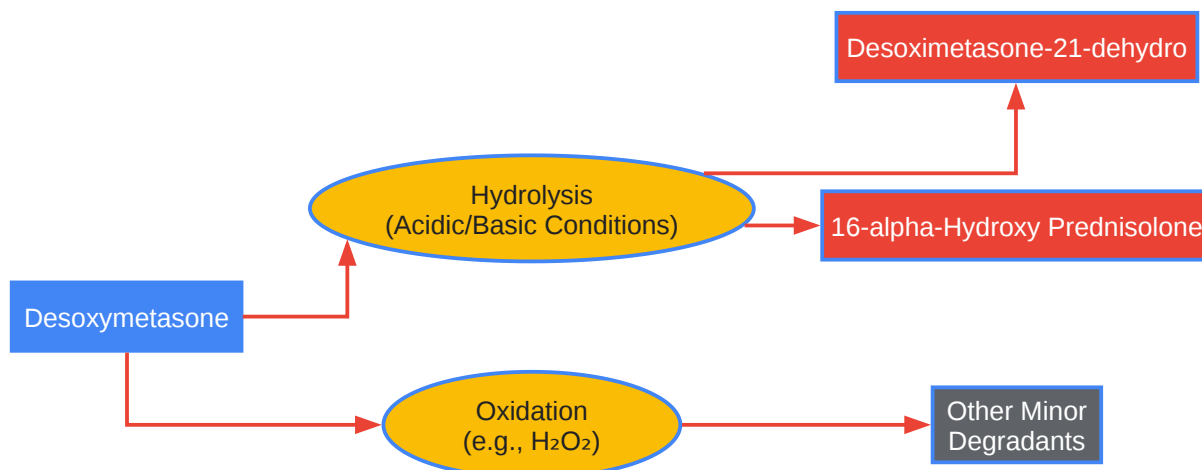 Desoximetasone-21-dehydro
Hydrolysis
(Acidic/Basic Conditions)
16-alpha-Hydroxy Prednisolone
Desoxymetasone
Oxidation
(e.g., H₂O₂)
Other Minor
Degradants